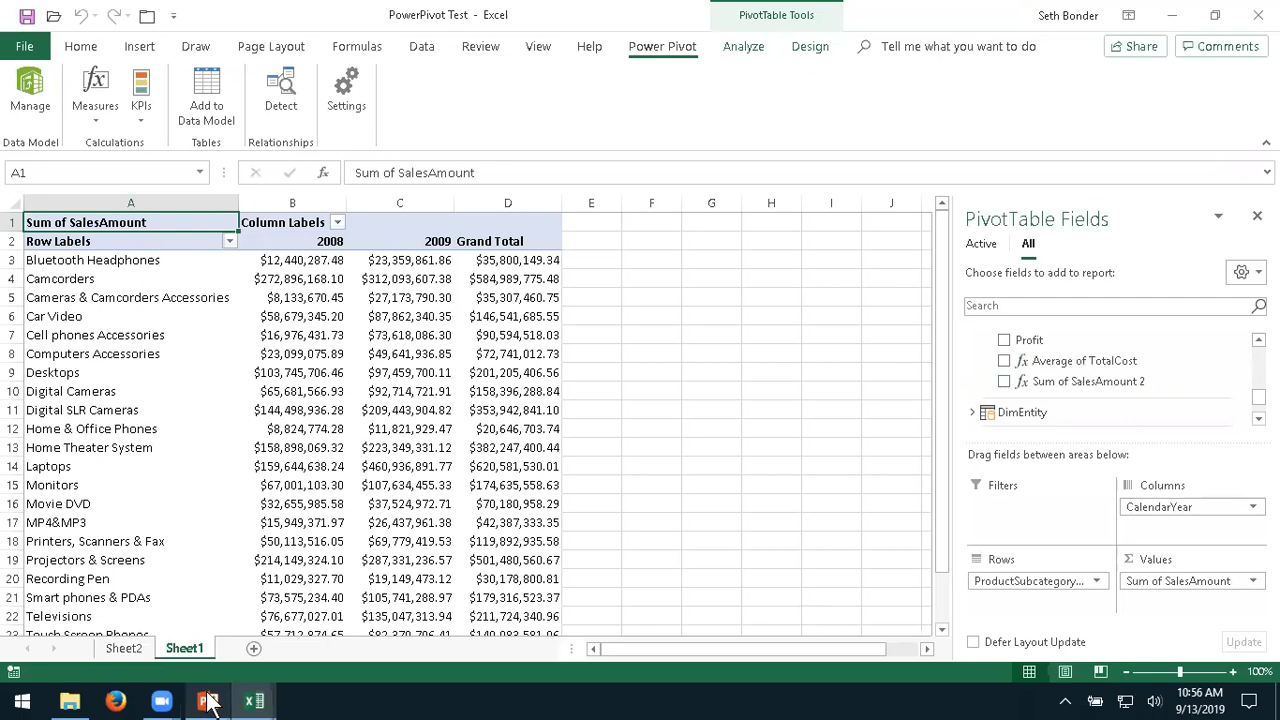 PowerPivot Test - Excel
PivotTable Tools
Seth Bonder
File Home Insert Draw Page Layout Formulas Data Review View Help Power Pivot Analyze Design Tell me what you want to do Share Comments
Manage
Measures
KPIs
Add to
Data Model
Detect
Settings
Data Model
Calculations
Tables
Relationships
A1
fx
Sum of SalesAmount
A B C D E F G H I J
1 Sum of SalesAmount Column Labels
2 Row Labels 2008 2009 Grand Total
3 Bluetooth Headphones $12,440,287.48 $23,359,861.86 $35,800,149.34
4 Camcorders $272,896,168.10 $312,093,607.38 $584,989,775.48
5 Cameras & Camcorders Accessories $8,133,670.45 $27,173,790.30 $35,307,460.75
6 Car Video $58,679,345.20 $87,862,340.35 $146,541,685.55
7 Cell phones Accessories $16,976,431.73 $73,618,086.30 $90,594,518.03
8 Computers Accessories $23,099,075.89 $49,641,936.85 $72,741,012.73
9 Desktops $103,745,706.46 $97,459,700.11 $201,205,406.56
10 Digital Cameras $65,681,566.93 $92,714,721.91 $158,396,288.84
11 Digital SLR Cameras $144,498,936.28 $209,443,904.82 $353,942,841.10
12 Home & Office Phones $8,824,774.28 $11,821,929.47 $20,646,703.74
13 Home Theater System $158,898,069.32 $223,349,331.12 $382,247,400.44
14 Laptops $159,644,638.24 $460,936,891.77 $620,581,530.01
15 Monitors $67,001,103.30 $107,634,455.33 $174,635,558.63
16 Movie DVD $32,655,985.58 $37,524,972.71 $70,180,958.29
17 MP4&MP3 $15,949,371.97 $26,437,961.38 $42,387,333.35
18 Printers, Scanners & Fax $50,113,516.05 $69,779,419.53 $119,892,935.58
19 Projectors & Screens $214,149,324.10 $287,331,236.57 $501,480,560.67
20 Recording Pen $11,029,327.70 $19,149,473.12 $30,178,800.81
21 Smart phones & PDAs $73,575,234.40 $105,741,288.97 $179,316,523.37
22 Televisions $76,677,027.01 $135,047,313.94 $211,724,340.96
23 Touch Screen Phones $57,712,874.65 $82,370,706.41 $140,083,581.06
PivotTable Fields
Active All
Choose fields to add to report:
Search
Profit
fx Average of TotalCost
fx Sum of SalesAmount 2
DimEntity
Drag fields between areas below:
Filters
Columns
CalendarYear
Rows
Σ Values
ProductSubcategory...
Sum of SalesAmount
Defer Layout Update
Update
Sheet2 Sheet1
100%
10:56 AM
9/13/2019